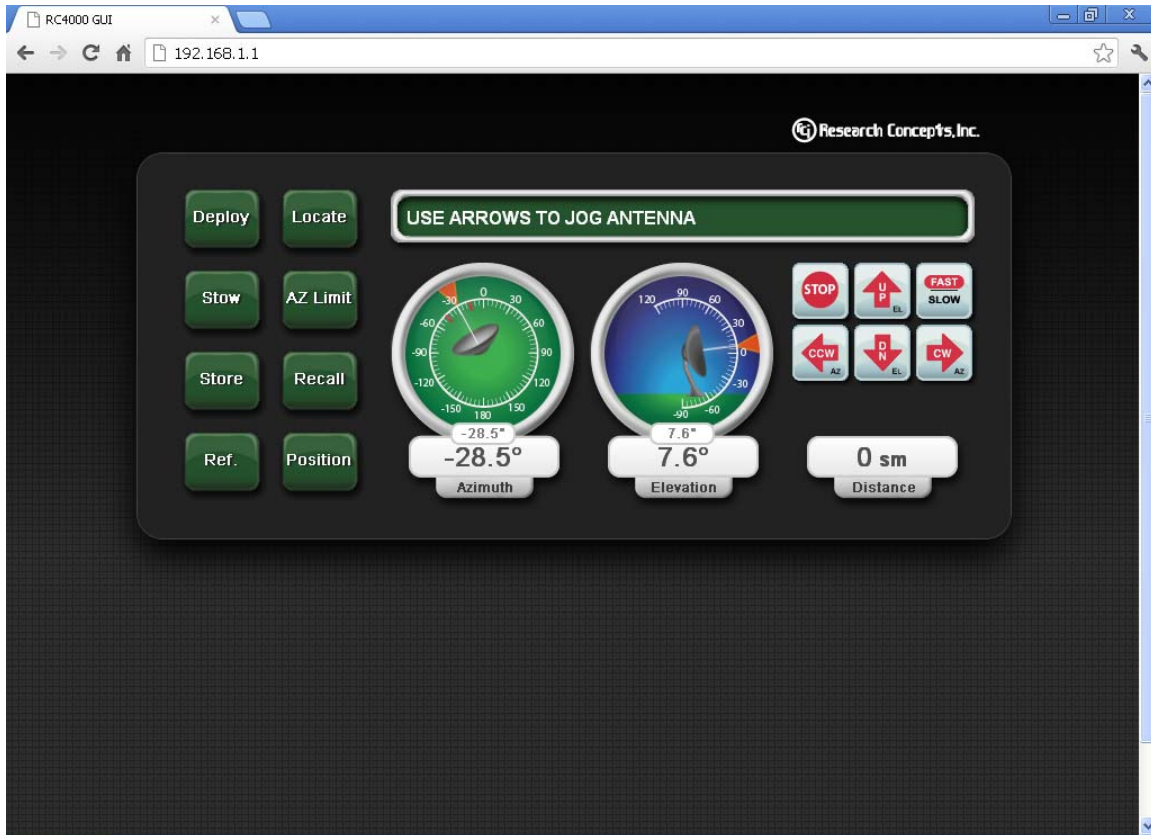 RC4000 GUI
192.168.1.1
Research Concepts, Inc.
Deploy Locate
USE ARROWS TO JOG ANTENNA
Stow AZ Limit
Store Recall
Ref. Position
0
-30 30
-60 60
-90 90
-120 120
-150 180 150
-28.5°
-28.5°
Azimuth
120 90 60
30
0
-30
-90 -60
7.6°
7.6°
Elevation
STOP
UP EL
FAST
SLOW
CCW AZ
DN EL
CW AZ
0 sm
Distance